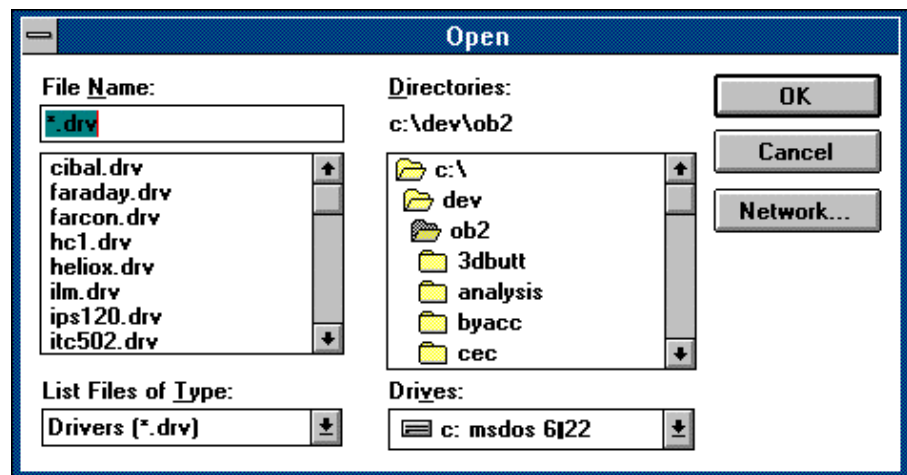 Open
File Name:
*.drv
cibal.drv
faraday.drv
farcon.drv
hc1.drv
heliox.drv
ilm.drv
ips120.drv
itc502.drv
List Files of Type:
Drivers (*.drv)
Directories:
c:\dev\ob2
c:\
dev
ob2
3dbutt
analysis
byacc
cec
Drives:
c: msdos 6|22
OK
Cancel
Network...